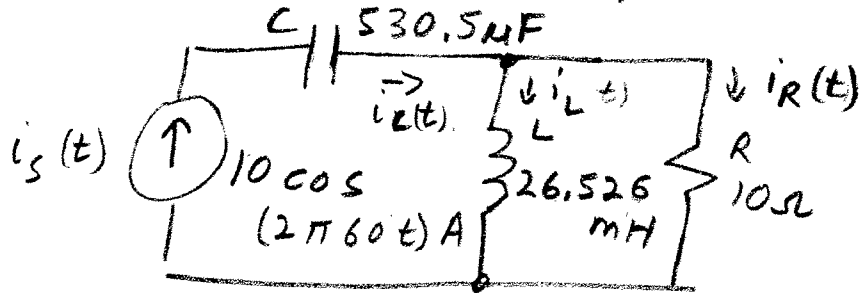 C 530.5μF
→ i_c(t).
↓ i_L t)
L
26.526
mH
↓ i_R(t)
R
10Ω
i_s(t)
↑
10 cos
(2π60t)A